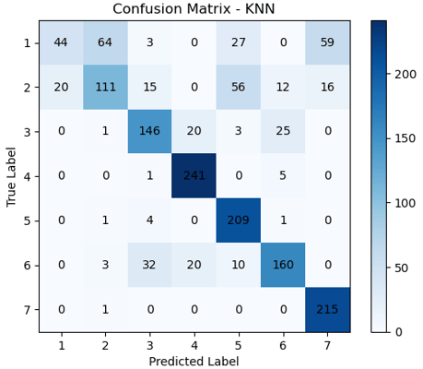 Confusion Matrix - KNN
1 44 64 3 0 27 0 59
2 20 111 15 0 56 12 16
3 0 1 146 20 3 25 0
4 0 0 1 241 0 5 0
5 0 1 4 0 209 1 0
6 0 3 32 20 10 160 0
7 0 1 0 0 0 0 215
1 2 3 4 5 6 7
Predicted Label
True Label
200
150
100
50
0